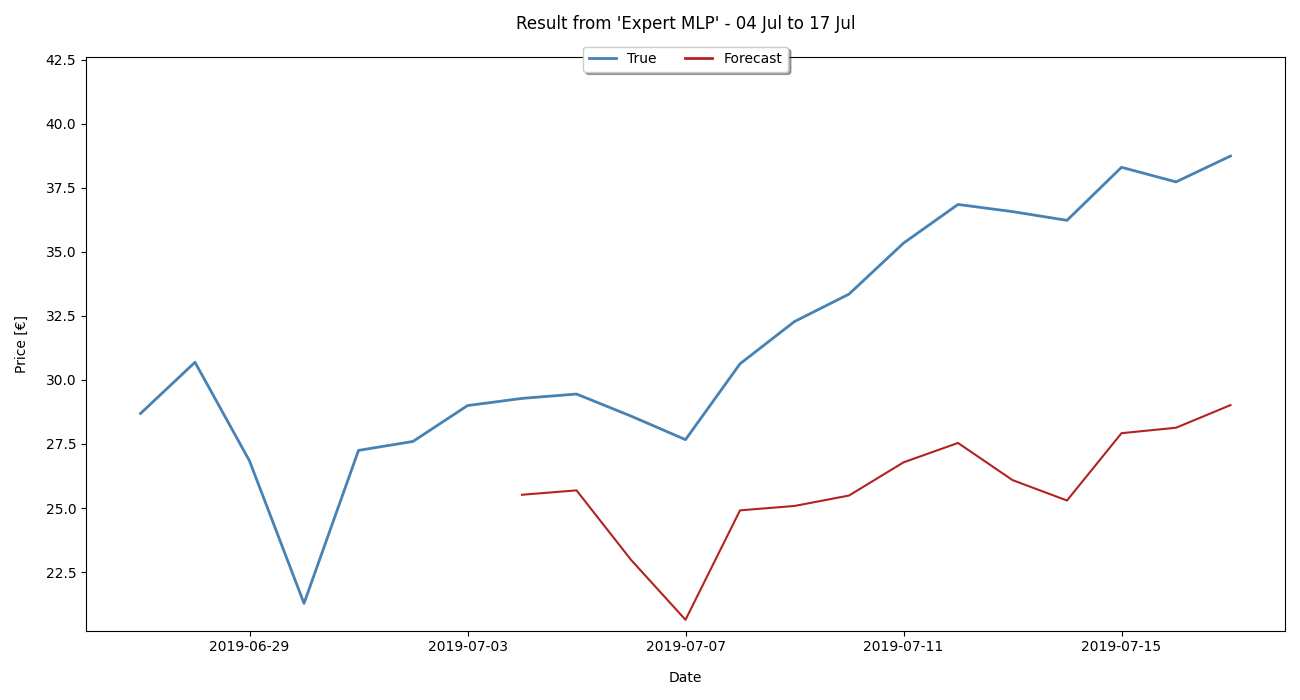 Result from 'Expert MLP' - 04 Jul to 17 Jul
True Forecast
42.5
40.0
37.5
35.0
32.5
30.0
27.5
25.0
22.5
Price [€]
2019-06-29 2019-07-03 2019-07-07 2019-07-11 2019-07-15
Date